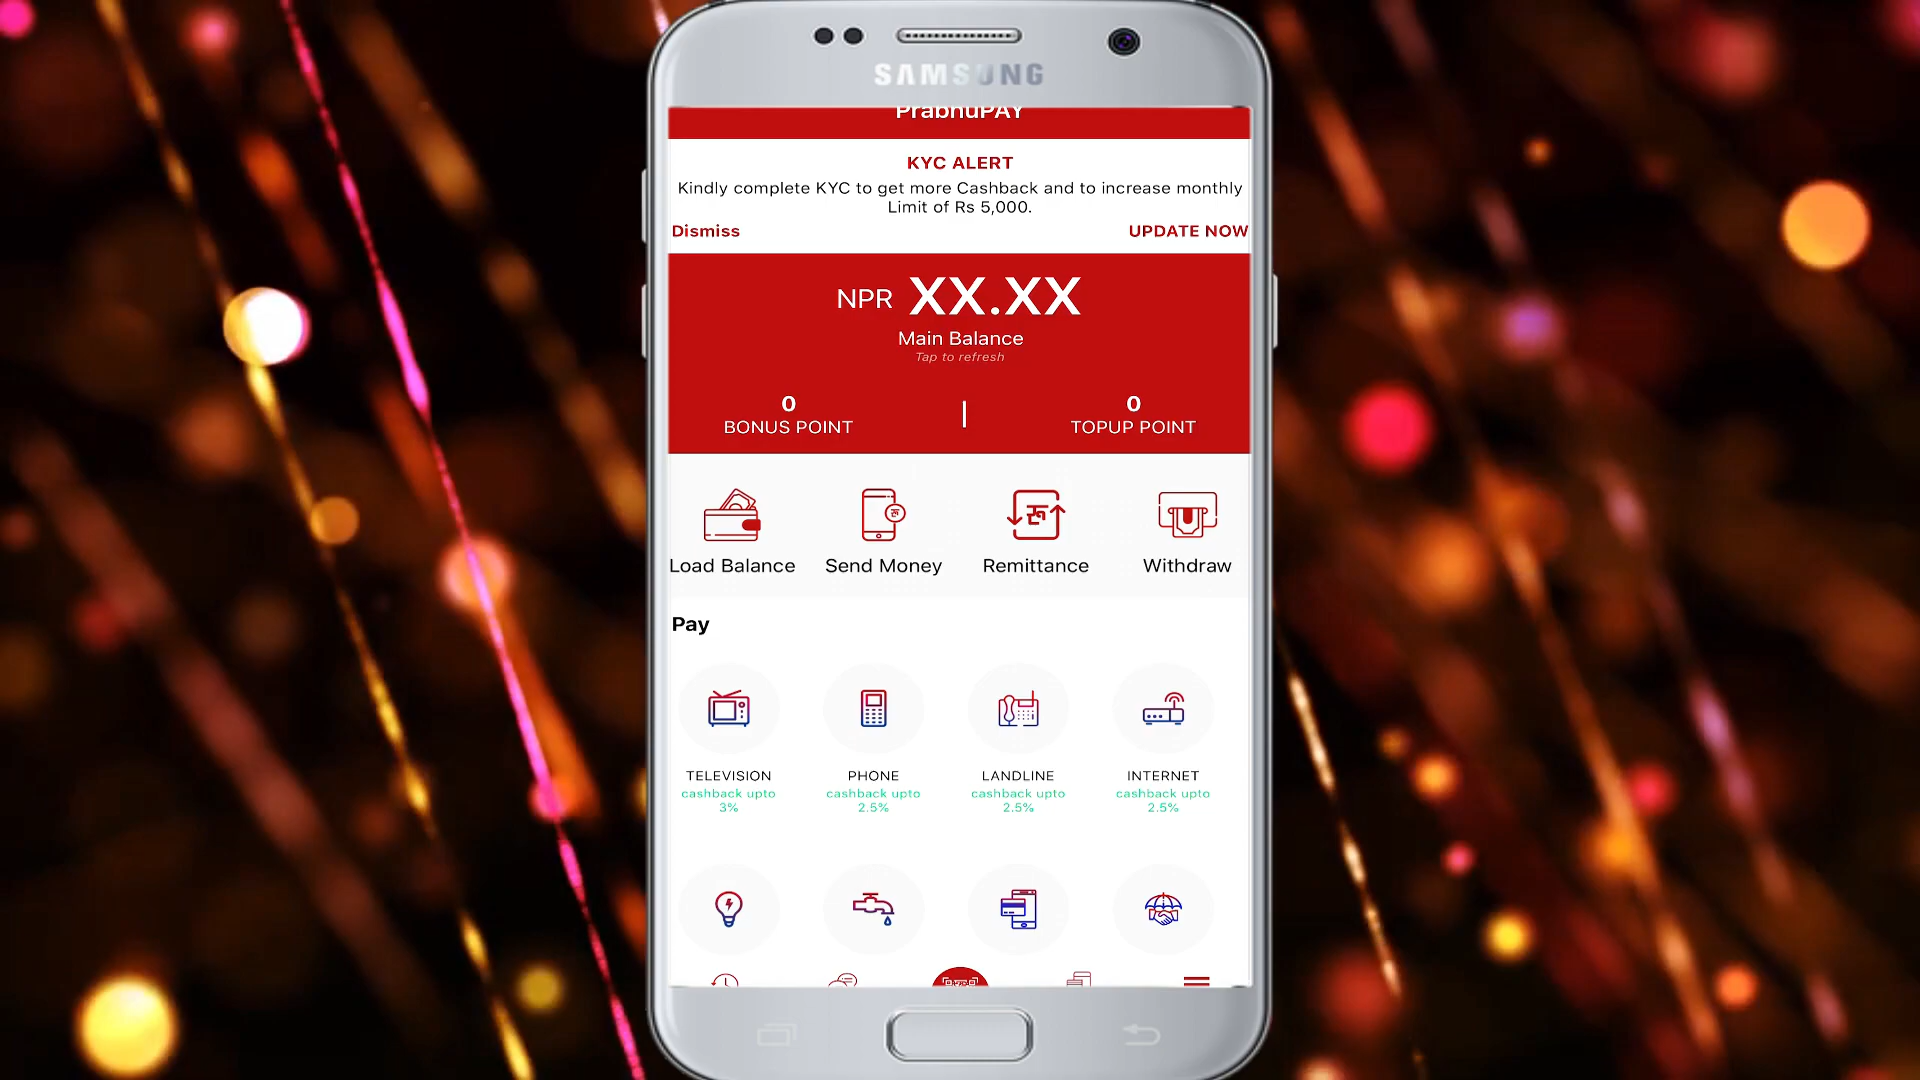 SAMSUNG
PrabhuPAY
KYC ALERT
Kindly complete KYC to get more Cashback and to increase monthly
Limit of Rs 5,000.
Dismiss
UPDATE NOW
NPR XX.XX
Main Balance
Tap to refresh
0
BONUS POINT
|
0
TOPUP POINT
रू
रू
Load Balance
Send Money
Remittance
Withdraw
Pay
TELEVISION
cashback upto
3%
PHONE
cashback upto
2.5%
LANDLINE
cashback upto
2.5%
INTERNET
cashback upto
2.5%